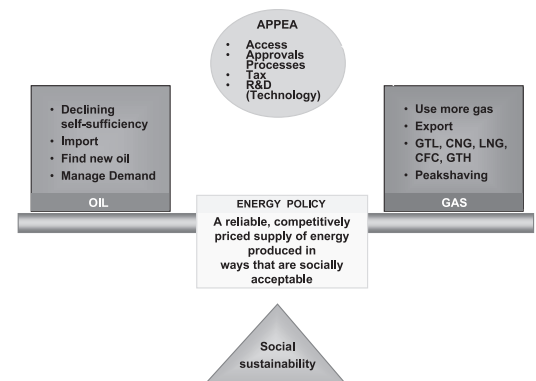 APPEA
• Access
• Approvals
Processes
• Tax
• R&D
(Technology)
• Declining
self-sufficiency
• Import
• Find new oil
• Manage Demand
OIL
• Use more gas
• Export
• GTL, CNG, LNG,
CFC, GTH
• Peakshaving
GAS
ENERGY POLICY
A reliable, competitively
priced supply of energy
produced in
ways that are socially
acceptable
Social
sustainability